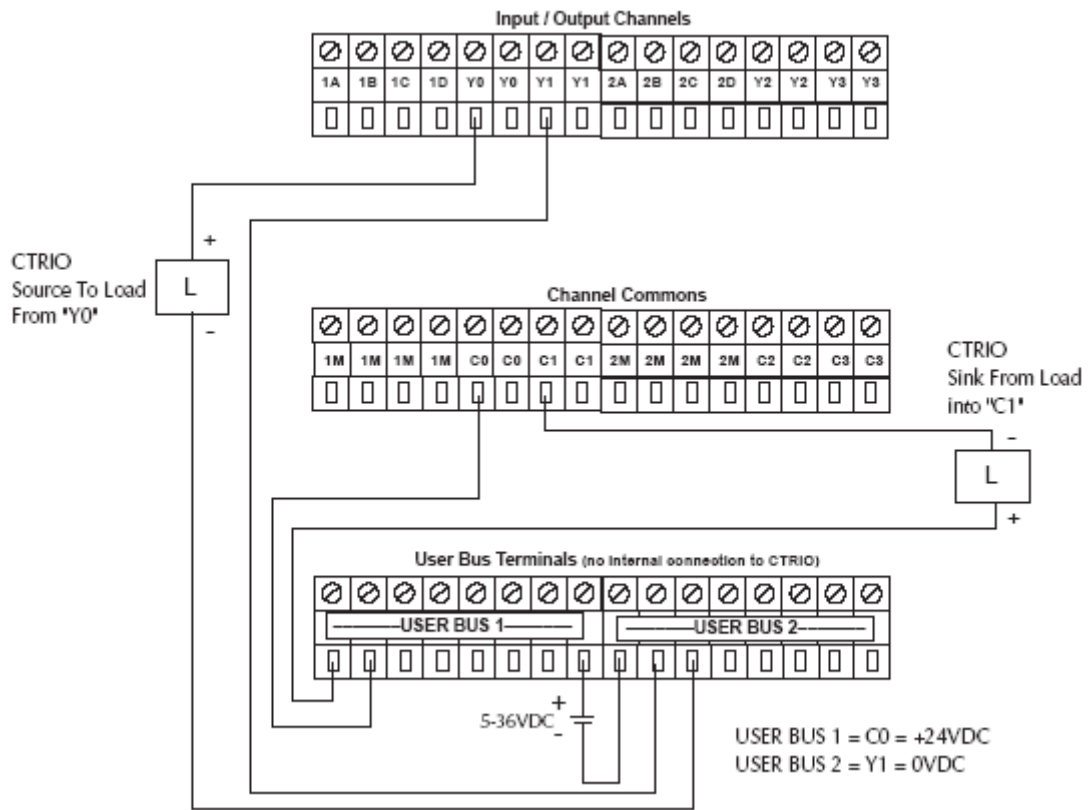 Input / Output Channels
1A 1B 1C 1D Y0 Y0 Y1 Y1 2A 2B 2C 2D Y2 Y2 Y3 Y3
+
CTRIO
Source To Load
From "Y0"
L
-
Channel Commons
1M 1M 1M 1M C0 C0 C1 C1 2M 2M 2M 2M C2 C2 C3 C3
CTRIO
Sink From Load
into "C1"
-
L
+
User Bus Terminals (no internal connection to CTRIO)
USER BUS 1 USER BUS 2
+
5-36VDC
-
USER BUS 1 = C0 = +24VDC
USER BUS 2 = Y1 = 0VDC